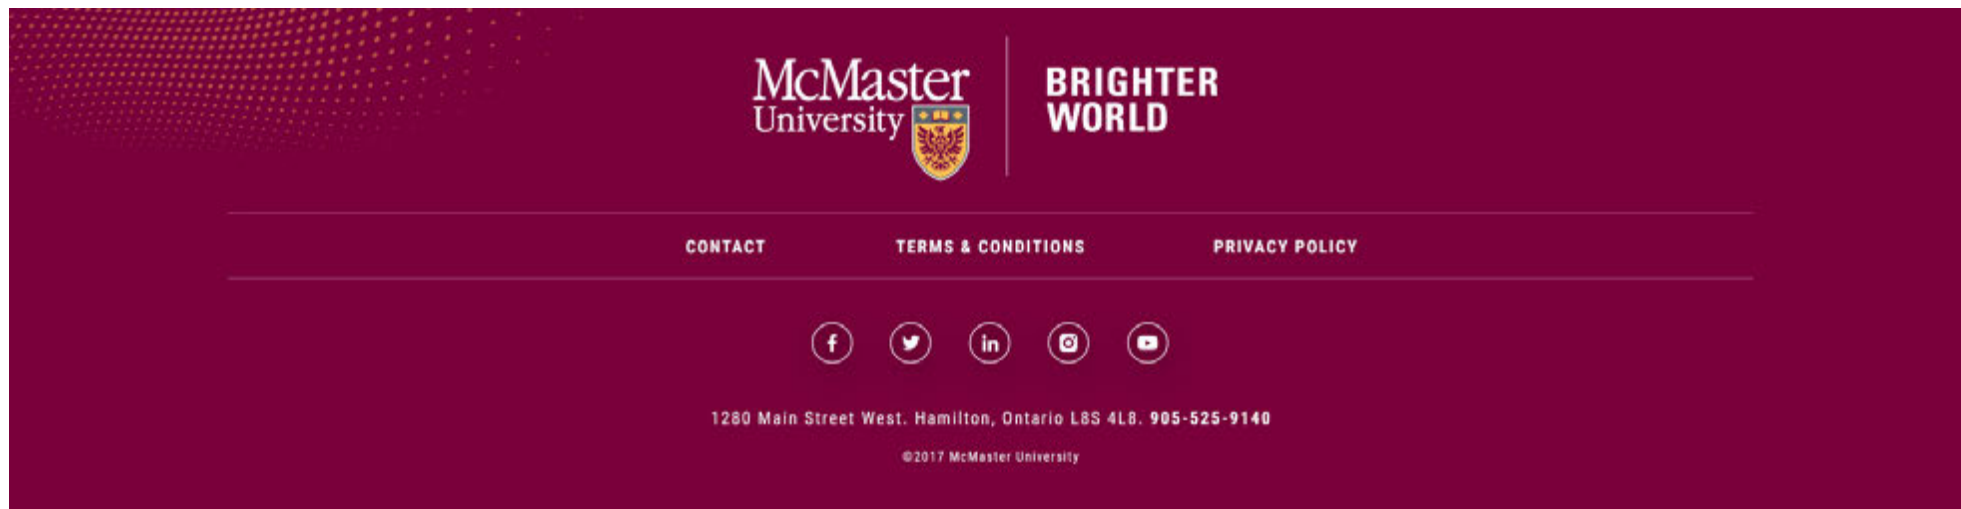 McMaster
University
BRIGHTER
WORLD
CONTACT TERMS & CONDITIONS PRIVACY POLICY
1280 Main Street West. Hamilton, Ontario L8S 4L8. 905-525-9140
©2017 McMaster University